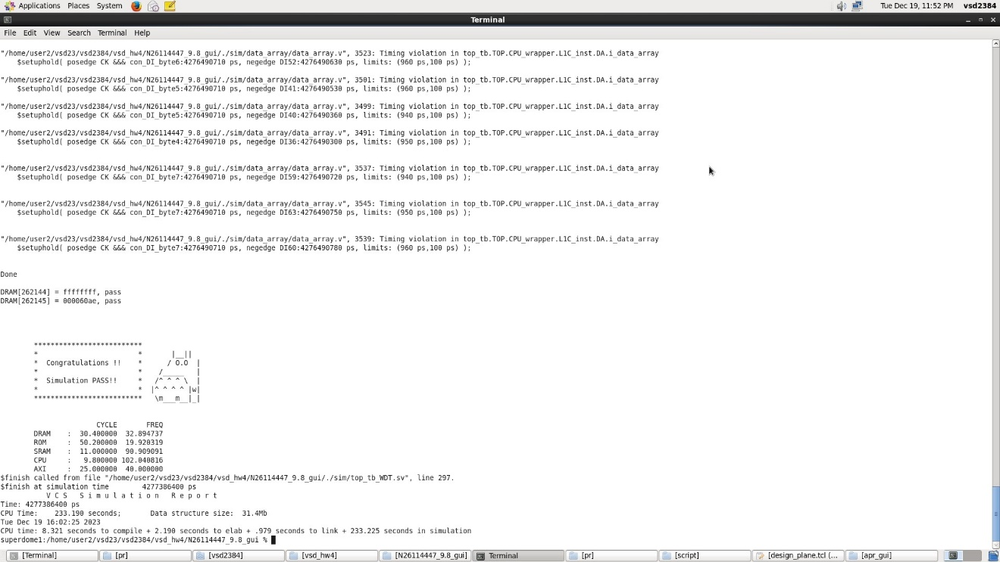 Applications Places System Tue Dec 19, 11:52 PM vsd2384
Terminal
File Edit View Search Terminal Help
"/home/user2/vsd23/vsd2384/vsd_hw4/N26114447_9.8_gui/./sim/data_array/data_array.v", 3523: Timing violation in top_tb.TOP.CPU_wrapper.L1C_inst.DA.i_data_array
$setuphold( posedge CK &&& con_DI_byte6:4276490710 ps, negedge DI52:4276490630 ps, limits: (960 ps,100 ps) );
"/home/user2/vsd23/vsd2384/vsd_hw4/N26114447_9.8_gui/./sim/data_array/data_array.v", 3501: Timing violation in top_tb.TOP.CPU_wrapper.L1C_inst.DA.i_data_array
$setuphold( posedge CK &&& con_DI_byte5:4276490710 ps, negedge DI41:4276490530 ps, limits: (960 ps,100 ps) );
"/home/user2/vsd23/vsd2384/vsd_hw4/N26114447_9.8_gui/./sim/data_array/data_array.v", 3499: Timing violation in top_tb.TOP.CPU_wrapper.L1C_inst.DA.i_data_array
$setuphold( posedge CK &&& con_DI_byte5:4276490710 ps, negedge DI40:4276490360 ps, limits: (940 ps,100 ps) );
"/home/user2/vsd23/vsd2384/vsd_hw4/N26114447_9.8_gui/./sim/data_array/data_array.v", 3491: Timing violation in top_tb.TOP.CPU_wrapper.L1C_inst.DA.i_data_array
$setuphold( posedge CK &&& con_DI_byte4:4276490710 ps, negedge DI36:4276490300 ps, limits: (950 ps,100 ps) );
"/home/user2/vsd23/vsd2384/vsd_hw4/N26114447_9.8_gui/./sim/data_array/data_array.v", 3537: Timing violation in top_tb.TOP.CPU_wrapper.L1C_inst.DA.i_data_array
$setuphold( posedge CK &&& con_DI_byte7:4276490710 ps, negedge DI59:4276490720 ps, limits: (940 ps,100 ps) );
"/home/user2/vsd23/vsd2384/vsd_hw4/N26114447_9.8_gui/./sim/data_array/data_array.v", 3545: Timing violation in top_tb.TOP.CPU_wrapper.L1C_inst.DA.i_data_array
$setuphold( posedge CK &&& con_DI_byte7:4276490710 ps, negedge DI63:4276490750 ps, limits: (950 ps,100 ps) );
"/home/user2/vsd23/vsd2384/vsd_hw4/N26114447_9.8_gui/./sim/data_array/data_array.v", 3539: Timing violation in top_tb.TOP.CPU_wrapper.L1C_inst.DA.i_data_array
$setuphold( posedge CK &&& con_DI_byte7:4276490710 ps, negedge DI60:4276490780 ps, limits: (960 ps,100 ps) );
Done
DRAM[262144] = ffffffff, pass
DRAM[262145] = 000060ae, pass
**************************
*                        *       |__||
*  Congratulations !!    *      / O.O  |
*                        *    /_____   |
*  Simulation PASS!!     *   /^ ^ ^ \  |
*                        *  |^ ^ ^ ^ |w|
**************************   \m___m__|_|
CYCLE FREQ
DRAM : 30.400000 32.894737
ROM : 50.200000 19.920319
SRAM : 11.000000 90.909091
CPU : 9.800000 102.040816
AXI : 25.000000 40.000000
$finish called from file "/home/user2/vsd23/vsd2384/vsd_hw4/N26114447_9.8_gui/./sim/top_tb_WDT.sv", line 297.
$finish at simulation time 4277386400 ps
V C S S i m u l a t i o n R e p o r t
Time: 4277386400 ps
CPU Time: 233.190 seconds; Data structure size: 31.4Mb
Tue Dec 19 16:02:25 2023
CPU time: 8.321 seconds to compile + 2.190 seconds to elab + .979 seconds to link + 233.225 seconds in simulation
superdome1:/home/user2/vsd23/vsd2384/vsd_hw4/N26114447_9.8_gui %
[Terminal] [pr] [vsd2384] [vsd_hw4] [N26114447_9.8_gui] Terminal [pr] [script] [design_plane.tcl (... [apr_gui]